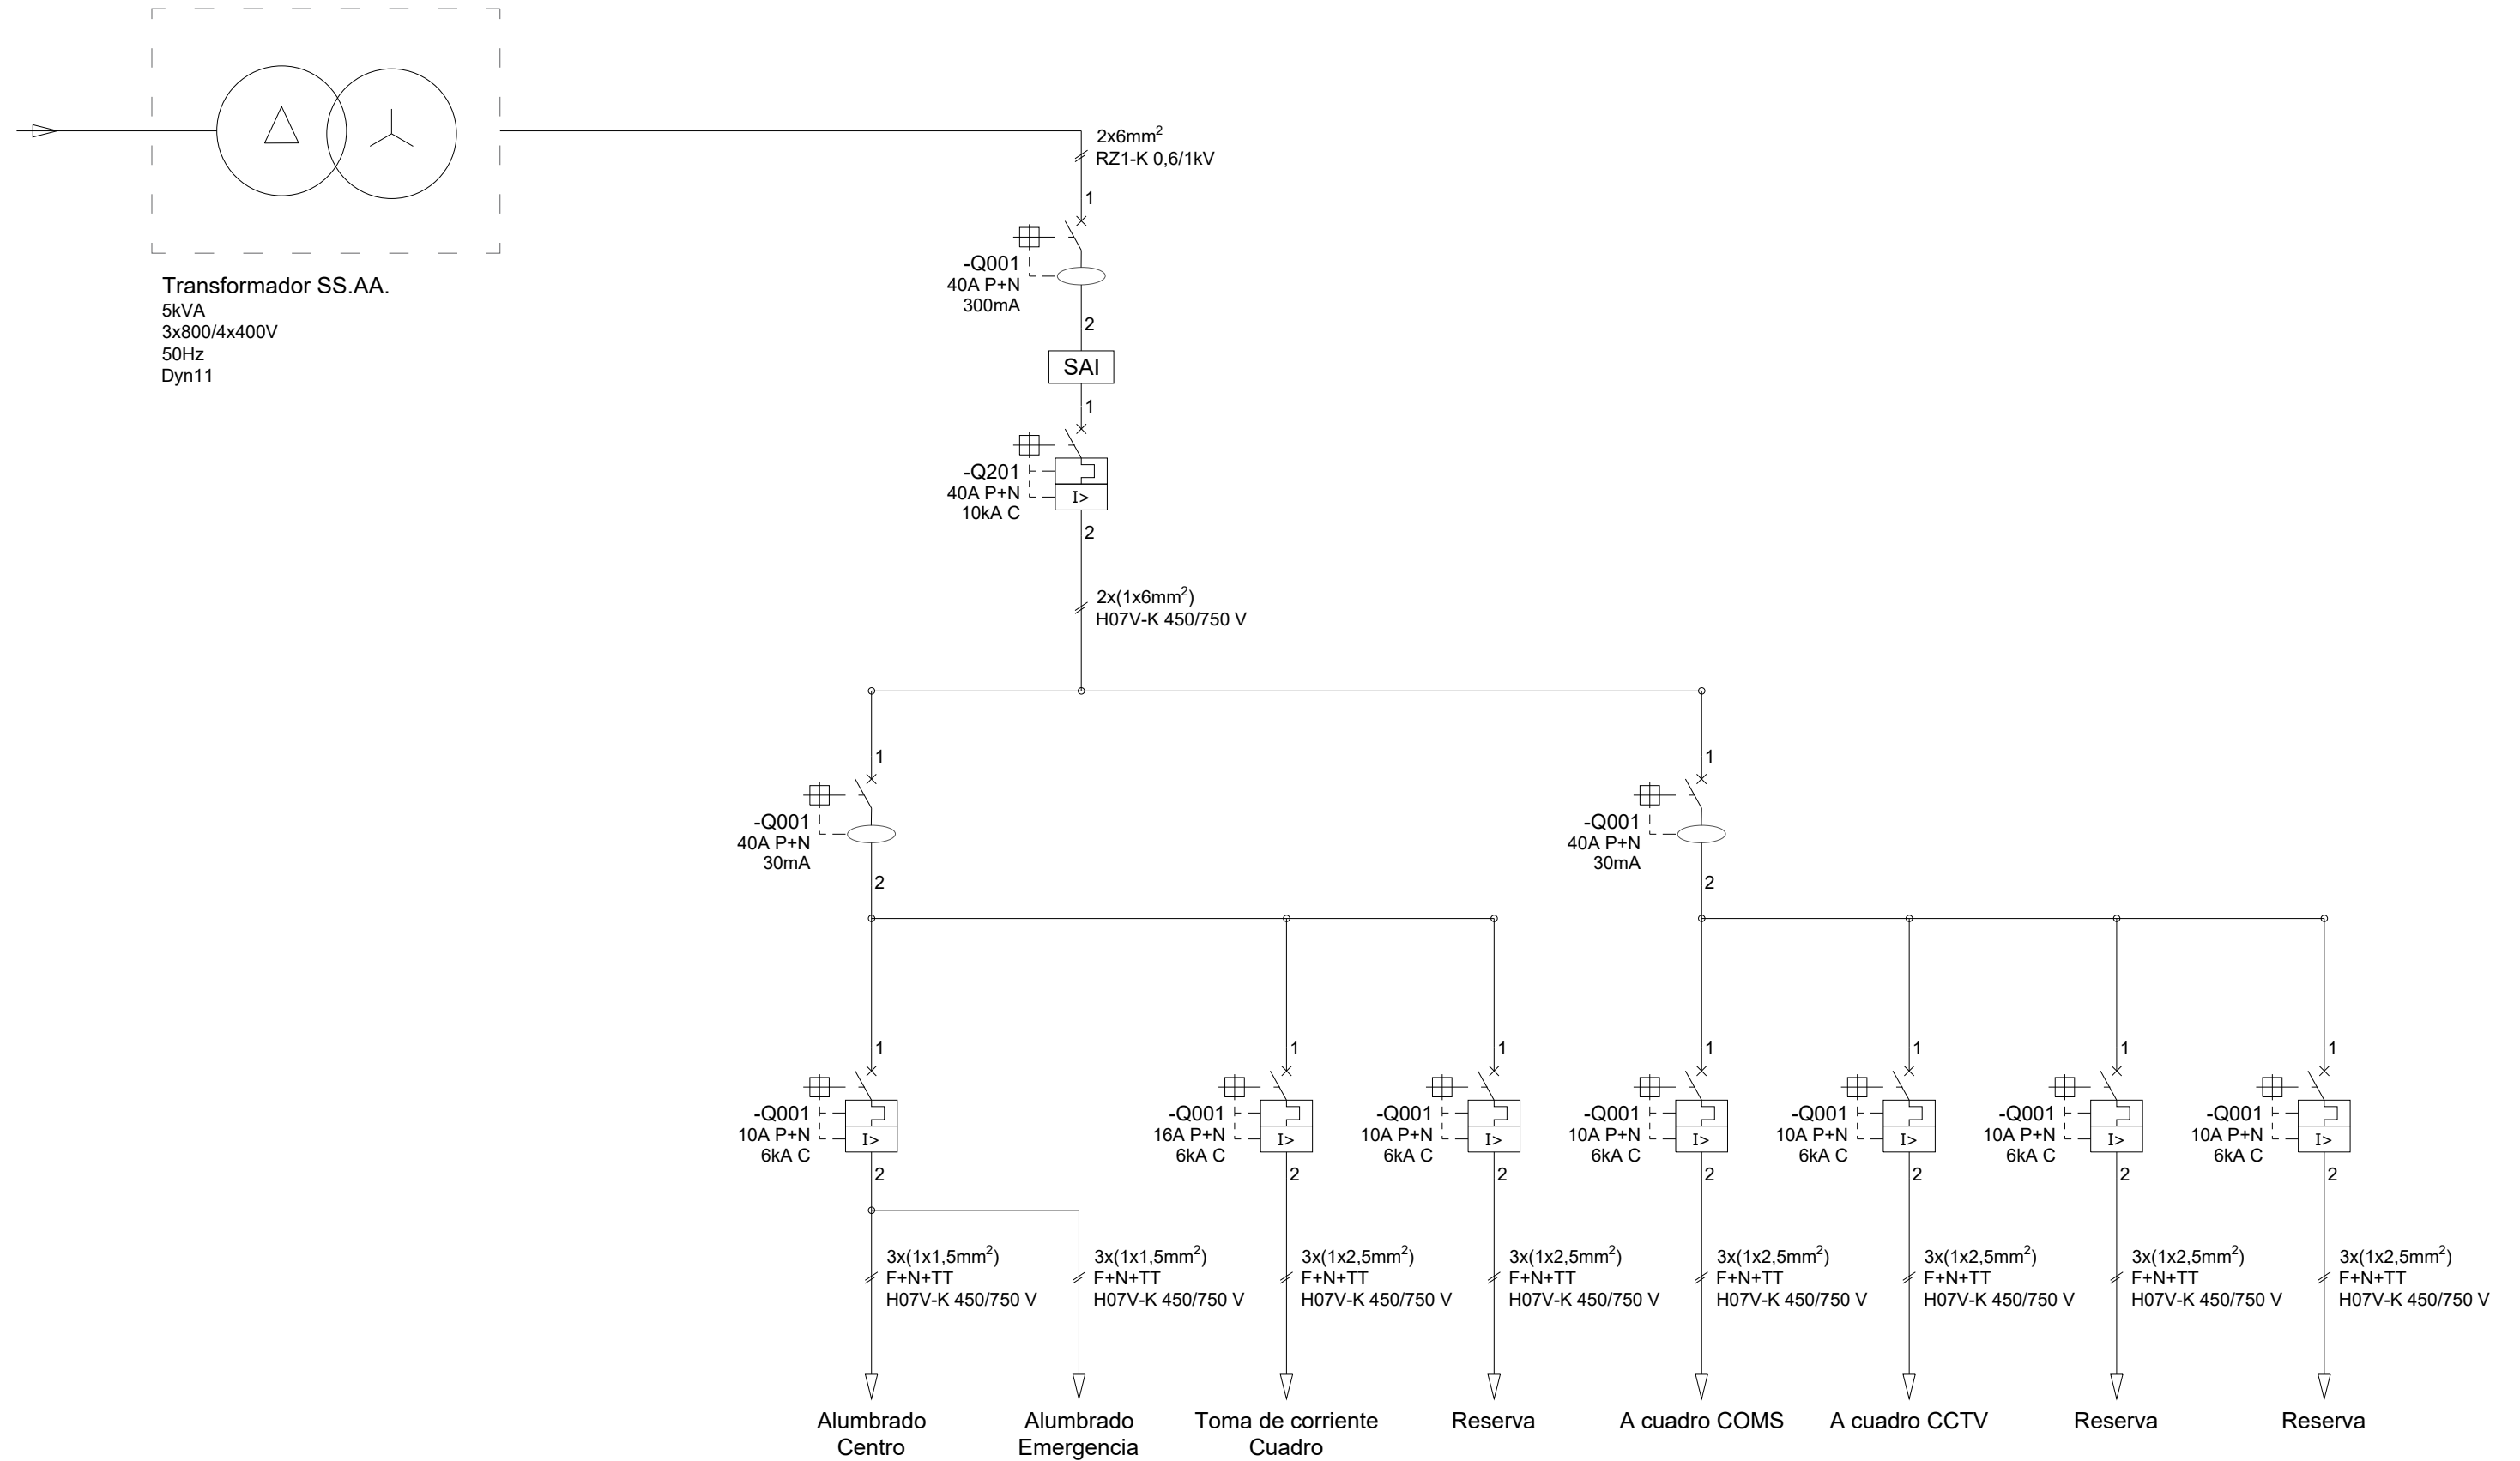 Transformador SS.AA.
5kVA
3x800/4x400V
50Hz
Dyn11
2x6mm²
RZ1-K 0,6/1kV
1
-Q001
40A P+N
300mA
2
SAI
1
-Q201
40A P+N
10kA C
I>
2
2x(1x6mm²)
H07V-K 450/750 V
1
-Q001
40A P+N
30mA
2
1
-Q001
40A P+N
30mA
2
1
-Q001
10A P+N
6kA C
I>
2
3x(1x1,5mm²)
F+N+TT
H07V-K 450/750 V
Alumbrado
Centro
3x(1x1,5mm²)
F+N+TT
H07V-K 450/750 V
Alumbrado
Emergencia
1
-Q001
16A P+N
6kA C
I>
2
3x(1x2,5mm²)
F+N+TT
H07V-K 450/750 V
Toma de corriente
Cuadro
1
-Q001
10A P+N
6kA C
I>
2
3x(1x2,5mm²)
F+N+TT
H07V-K 450/750 V
Reserva
1
-Q001
10A P+N
6kA C
I>
2
3x(1x2,5mm²)
F+N+TT
H07V-K 450/750 V
A cuadro COMS
1
-Q001
10A P+N
6kA C
I>
2
3x(1x2,5mm²)
F+N+TT
H07V-K 450/750 V
A cuadro CCTV
1
-Q001
10A P+N
6kA C
I>
2
3x(1x2,5mm²)
F+N+TT
H07V-K 450/750 V
Reserva
1
-Q001
10A P+N
6kA C
I>
2
3x(1x2,5mm²)
F+N+TT
H07V-K 450/750 V
Reserva